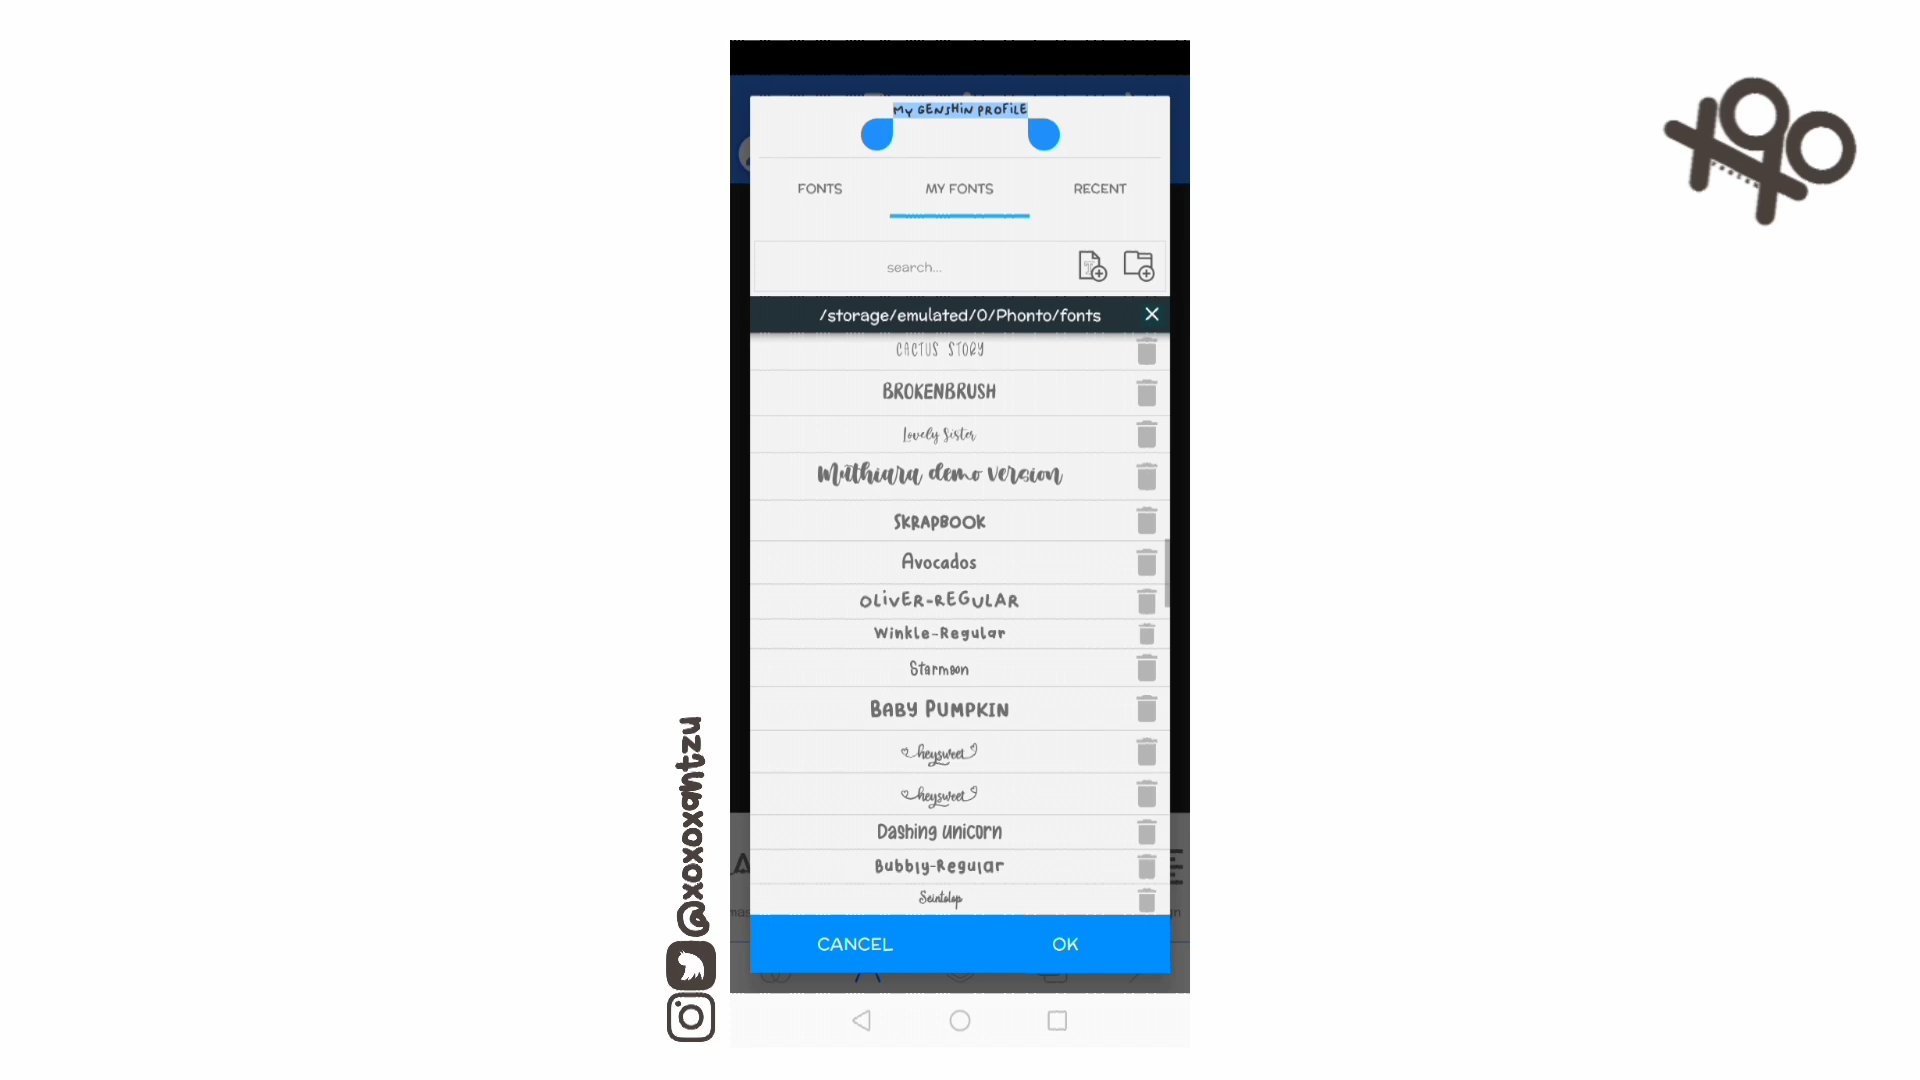 My GENSHiN PROFiLE
FONTS MY FONTS RECENT
search...
/storage/emulated/0/Phonto/fonts
CACTUS STORY
BROKENBRUSH
Lovely Sister
Muthiara demo version
SKRAPBOOK
Avocados
OLiVER-REGULAR
Winkle-Regular
Starmoon
BABY PUMPKIN
heysweet
heysweet
Dashing Unicorn
Bubbly-Regular
CANCEL OK
@xoxoxantzu
XOXO